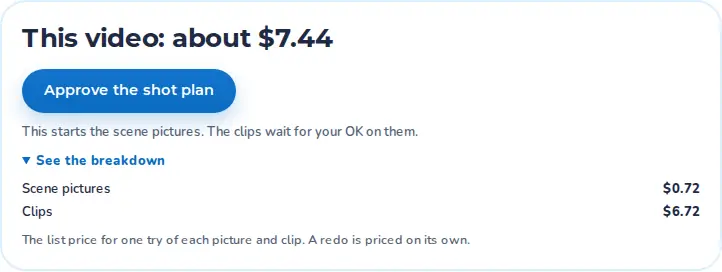 This video: about $7.44
Approve the shot plan
This starts the scene pictures. The clips wait for your OK on them.
▼ See the breakdown
Scene pictures $0.72
Clips $6.72
The list price for one try of each picture and clip. A redo is priced on its own.